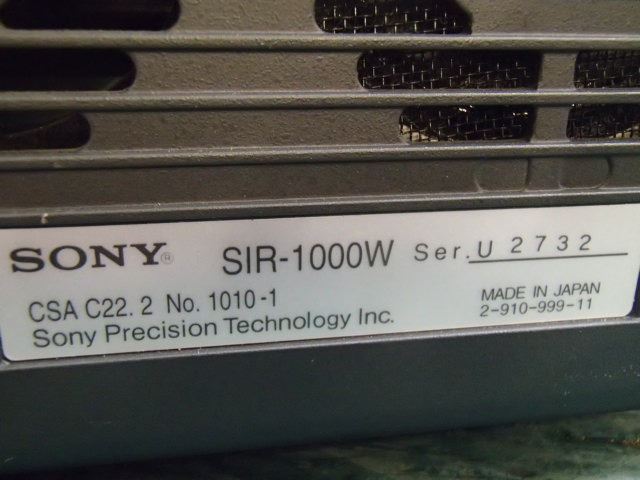 SONY® SIR-1000W Ser. U 2732
CSA C22.2 No. 1010-1
Sony Precision Technology Inc.
MADE IN JAPAN
2-910-999-11